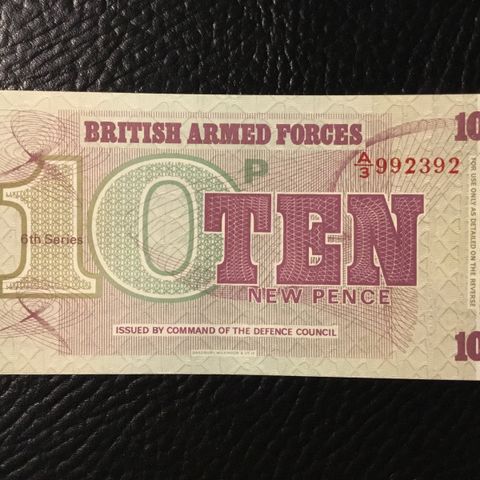 BRITISH ARMED FORCES
10
A/3 992392
10 P
6th Series
TEN
NEW PENCE
ISSUED BY COMMAND OF THE DEFENCE COUNCIL
10
FOR USE ONLY AS DETAILED ON THE REVERSE